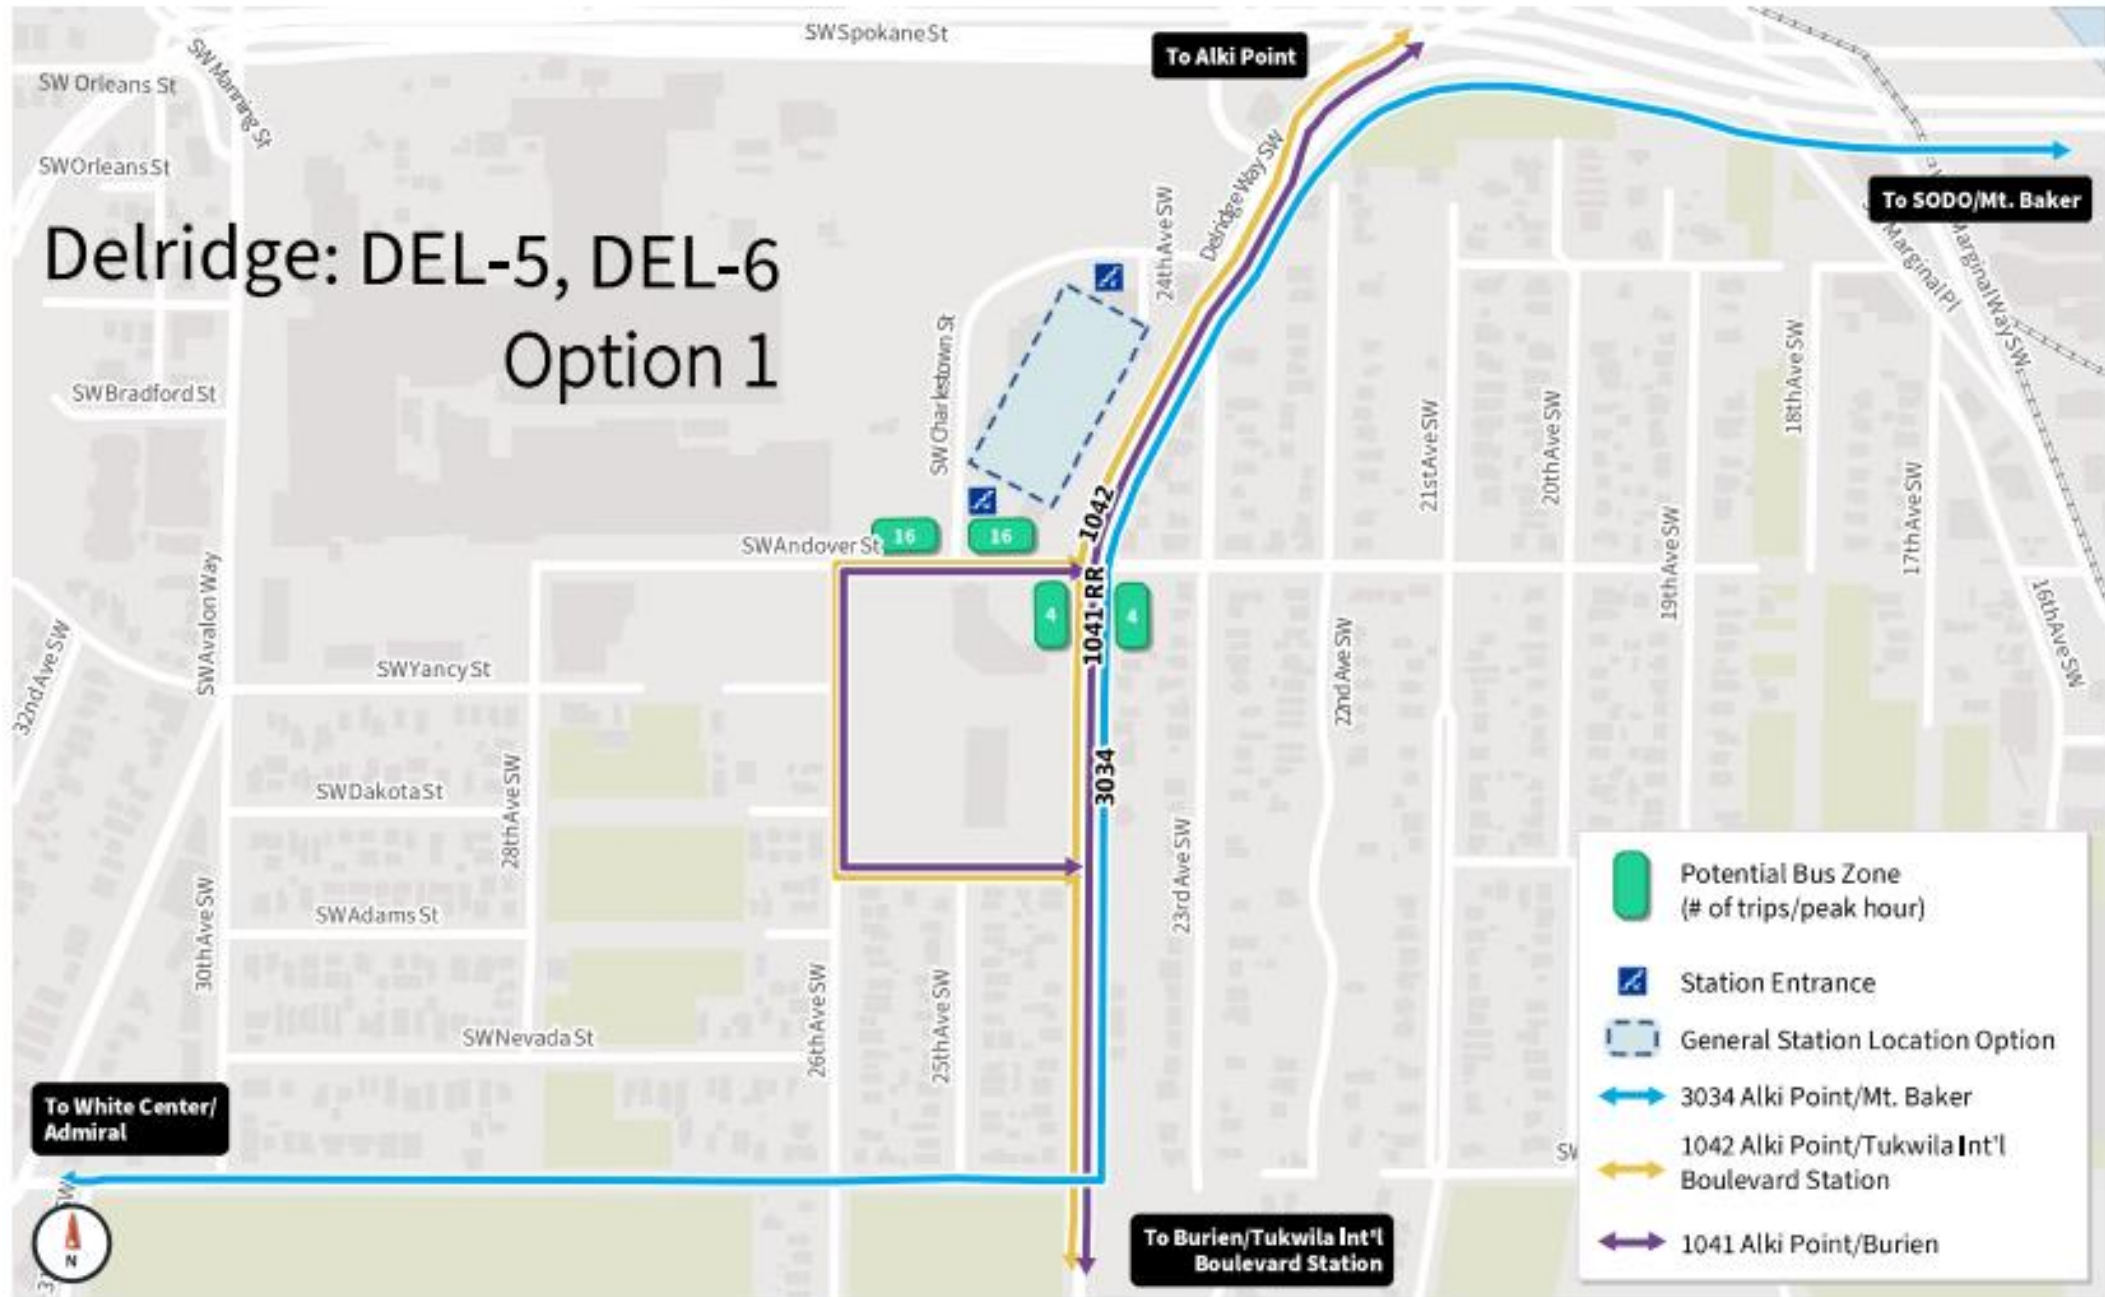 SW Spokane St
To Alki Point
SW Orleans St
SW Manning St
SW Orleans St
To SODO/Mt. Baker
Delridge Way SW
24th Ave SW
Marginal Pl
Marginal Way SW
Delridge: DEL-5, DEL-6
Option 1
SW Charlestown St
SW Bradford St
21st Ave SW
20th Ave SW
18th Ave SW
17th Ave SW
19th Ave SW
16th Ave SW
SW Avalon Way
SW Andover St
16
16
1042
1041 RR
4
4
3034
32nd Ave SW
SW Yancy St
22nd Ave SW
SW Dakota St
28th Ave SW
23rd Ave SW
30th Ave SW
SW Adams St
26th Ave SW
25th Ave SW
SW Nevada St
To White Center/
Admiral
N
To Burien/Tukwila Int'l
Boulevard Station
Potential Bus Zone
(# of trips/peak hour)
Station Entrance
General Station Location Option
3034 Alki Point/Mt. Baker
1042 Alki Point/Tukwila Int'l
Boulevard Station
1041 Alki Point/Burien